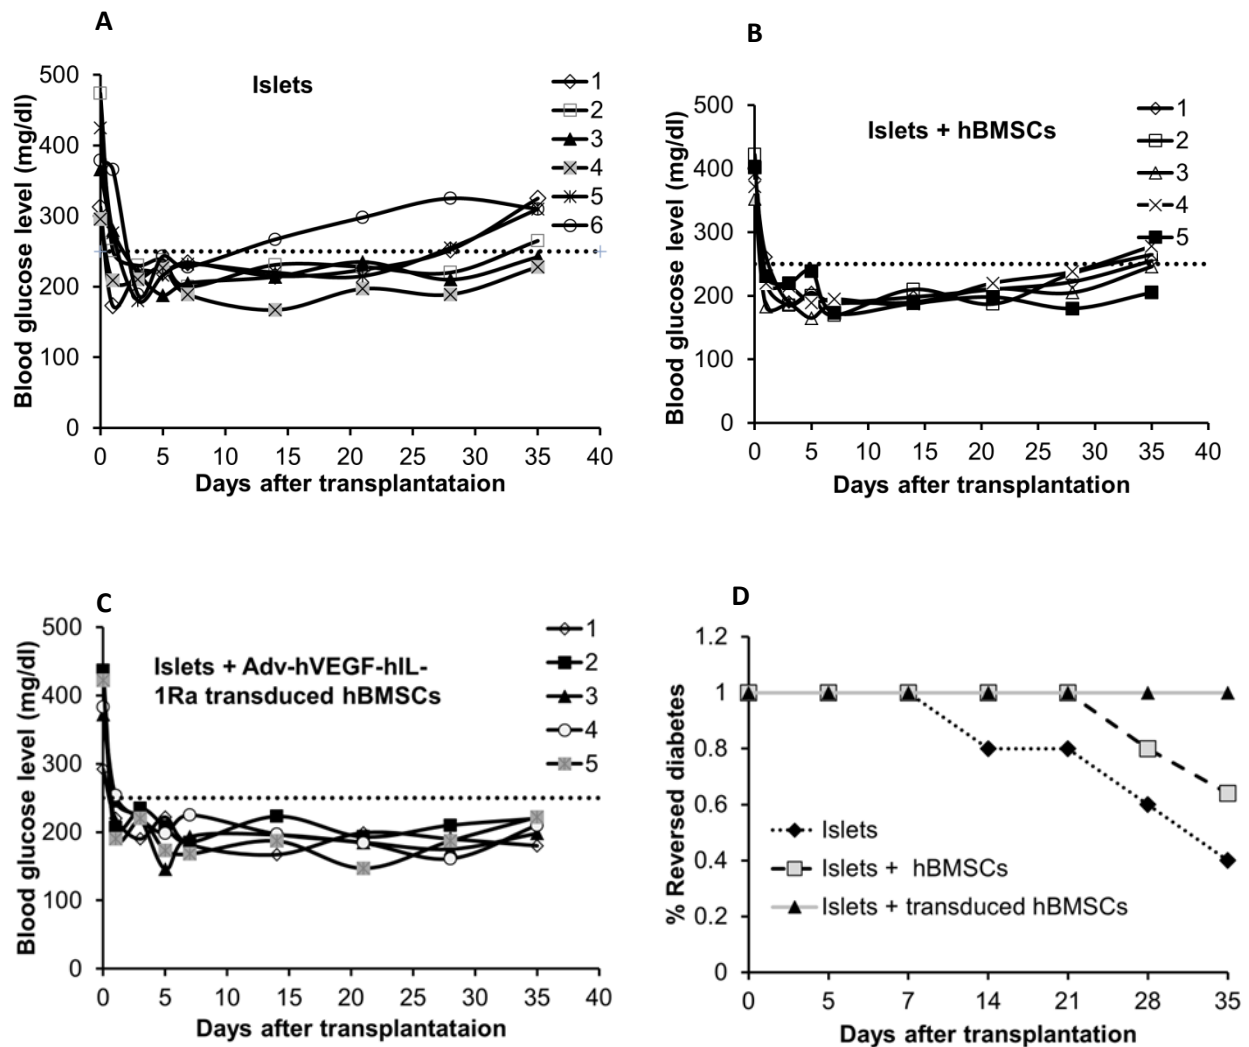 A
Islets
Blood glucose level (mg/dl)
500
400
300
200
100
0
0 5 10 15 20 25 30 35 40
Days after transplantataion
1
2
3
4
5
6
B
Islets + hBMSCs
Blood glucose level (mg/dl)
500
400
300
200
100
0
0 5 10 15 20 25 30 35 40
Days after transplantation
1
2
3
4
5
C
Islets + Adv-hVEGF-hIL-
1Ra transduced hBMSCs
Blood glucose level (mg/dl)
500
400
300
200
100
0
0 5 10 15 20 25 30 35 40
Days after transplantataion
1
2
3
4
5
D
% Reversed diabetes
1.2
1
0.8
0.6
0.4
0.2
0
0 5 7 14 21 28 35
Days after transplantation
Islets
Islets + hBMSCs
Islets + transduced hBMSCs